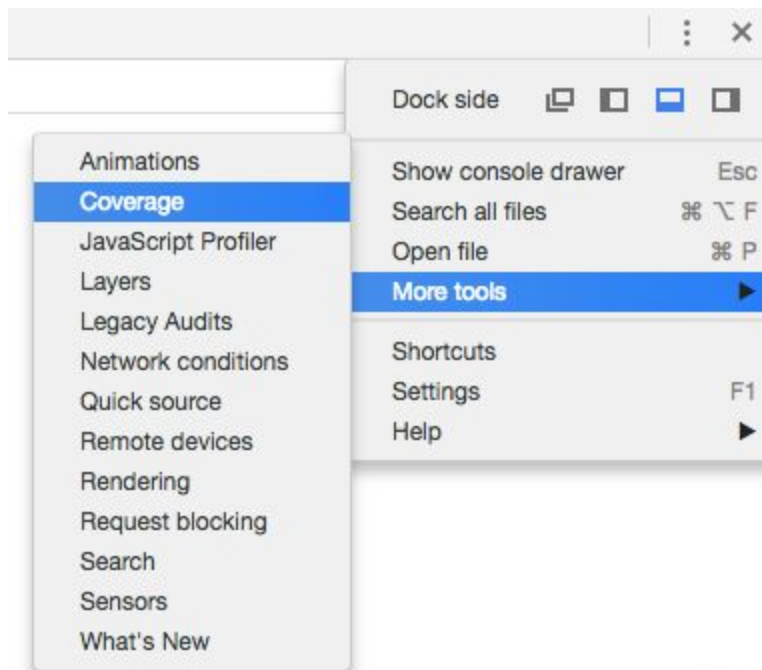 Dock side
Show console drawer Esc
Search all files ⌘ ⌥ F
Open file ⌘ P
More tools ▶
Shortcuts
Settings F1
Help ▶
Animations
Coverage
JavaScript Profiler
Layers
Legacy Audits
Network conditions
Quick source
Remote devices
Rendering
Request blocking
Search
Sensors
What's New